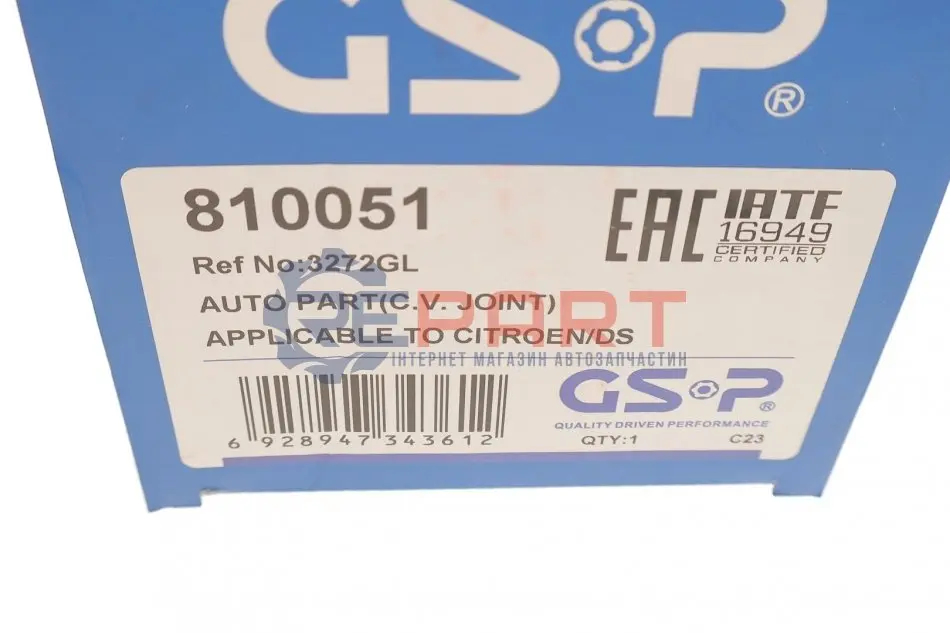 GSP®
810051
EAC
IATF
16949
CERTIFIED
COMPANY
Ref No:3272GL
AUTO PART(C.V. JOINT)
APPLICABLE TO CITROEN/DS
REPART
ІНТЕРНЕТ МАГАЗИН АВТОЗАПЧАСТИН
GSP®
QUALITY DRIVEN PERFORMANCE
6 928947 343612
QTY:1 C23